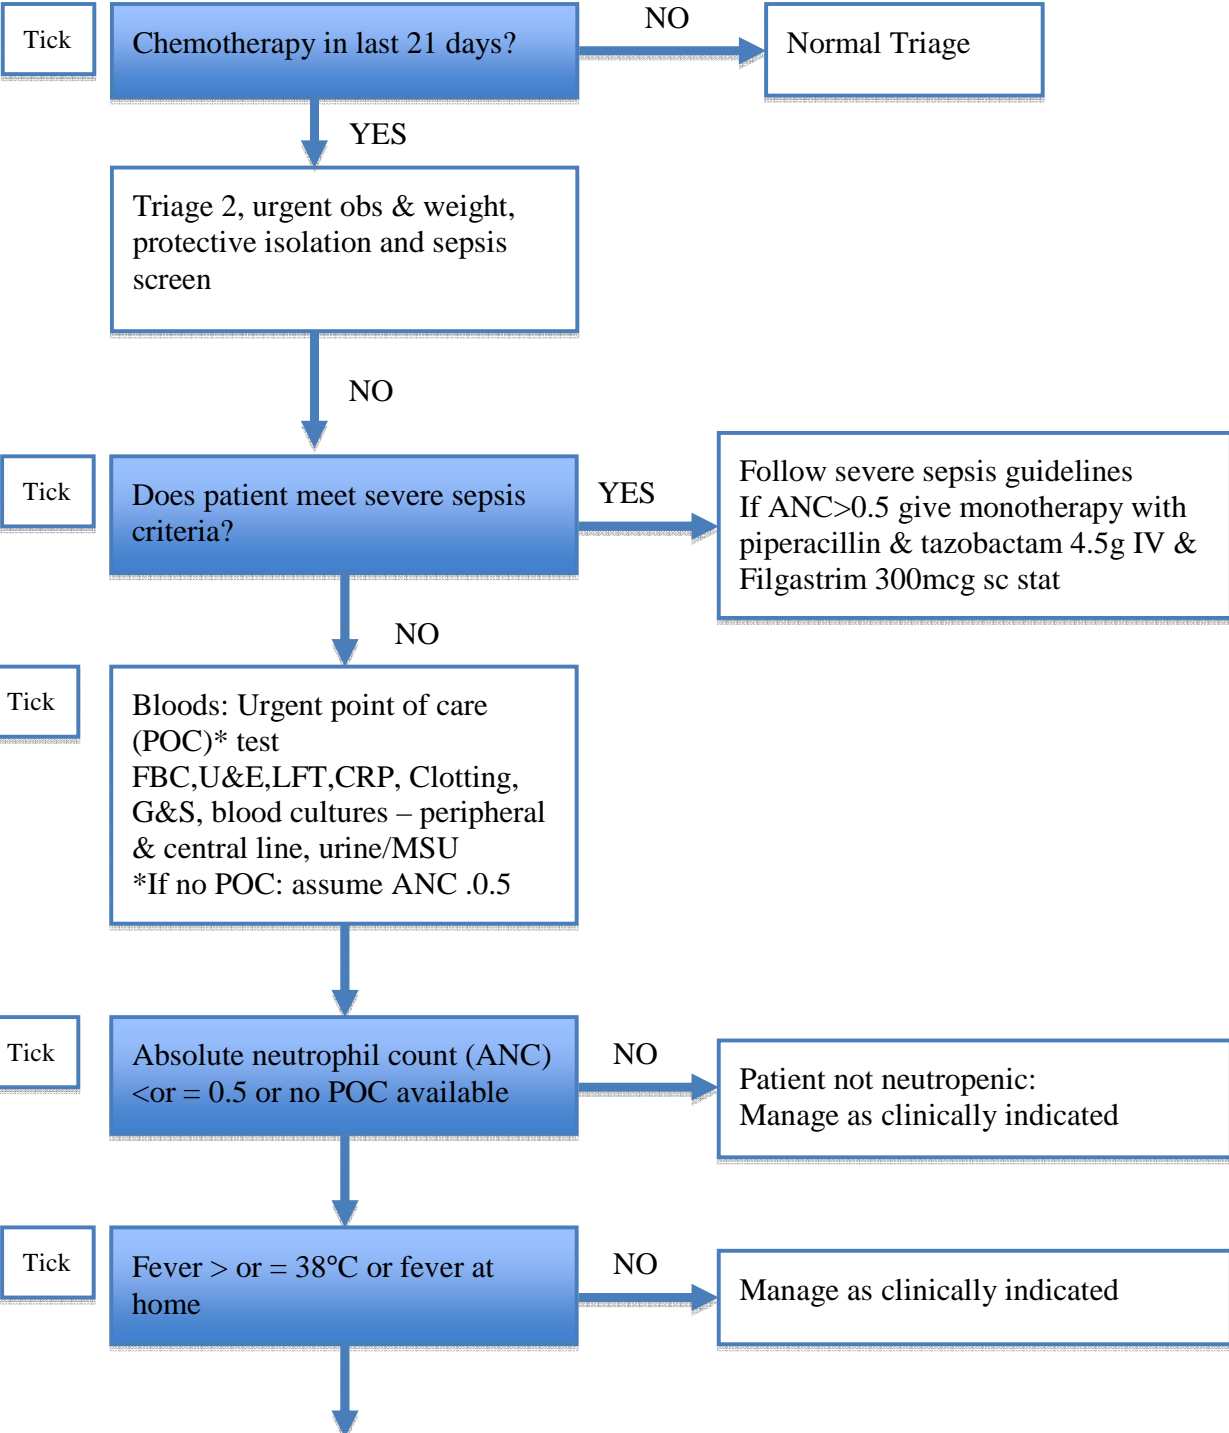 Tick
Chemotherapy in last 21 days?
NO
Normal Triage
YES
Triage 2, urgent obs & weight,
protective isolation and sepsis
screen
NO
Tick
Does patient meet severe sepsis
criteria?
YES
Follow severe sepsis guidelines
If ANC>0.5 give monotherapy with
piperacillin & tazobactam 4.5g IV &
Filgastrim 300mcg sc stat
NO
Tick
Bloods: Urgent point of care
(POC)* test
FBC,U&E,LFT,CRP, Clotting,
G&S, blood cultures – peripheral
& central line, urine/MSU
*If no POC: assume ANC .0.5
Tick
Absolute neutrophil count (ANC)
<or = 0.5 or no POC available
NO
Patient not neutropenic:
Manage as clinically indicated
Tick
Fever > or = 38°C or fever at
home
NO
Manage as clinically indicated